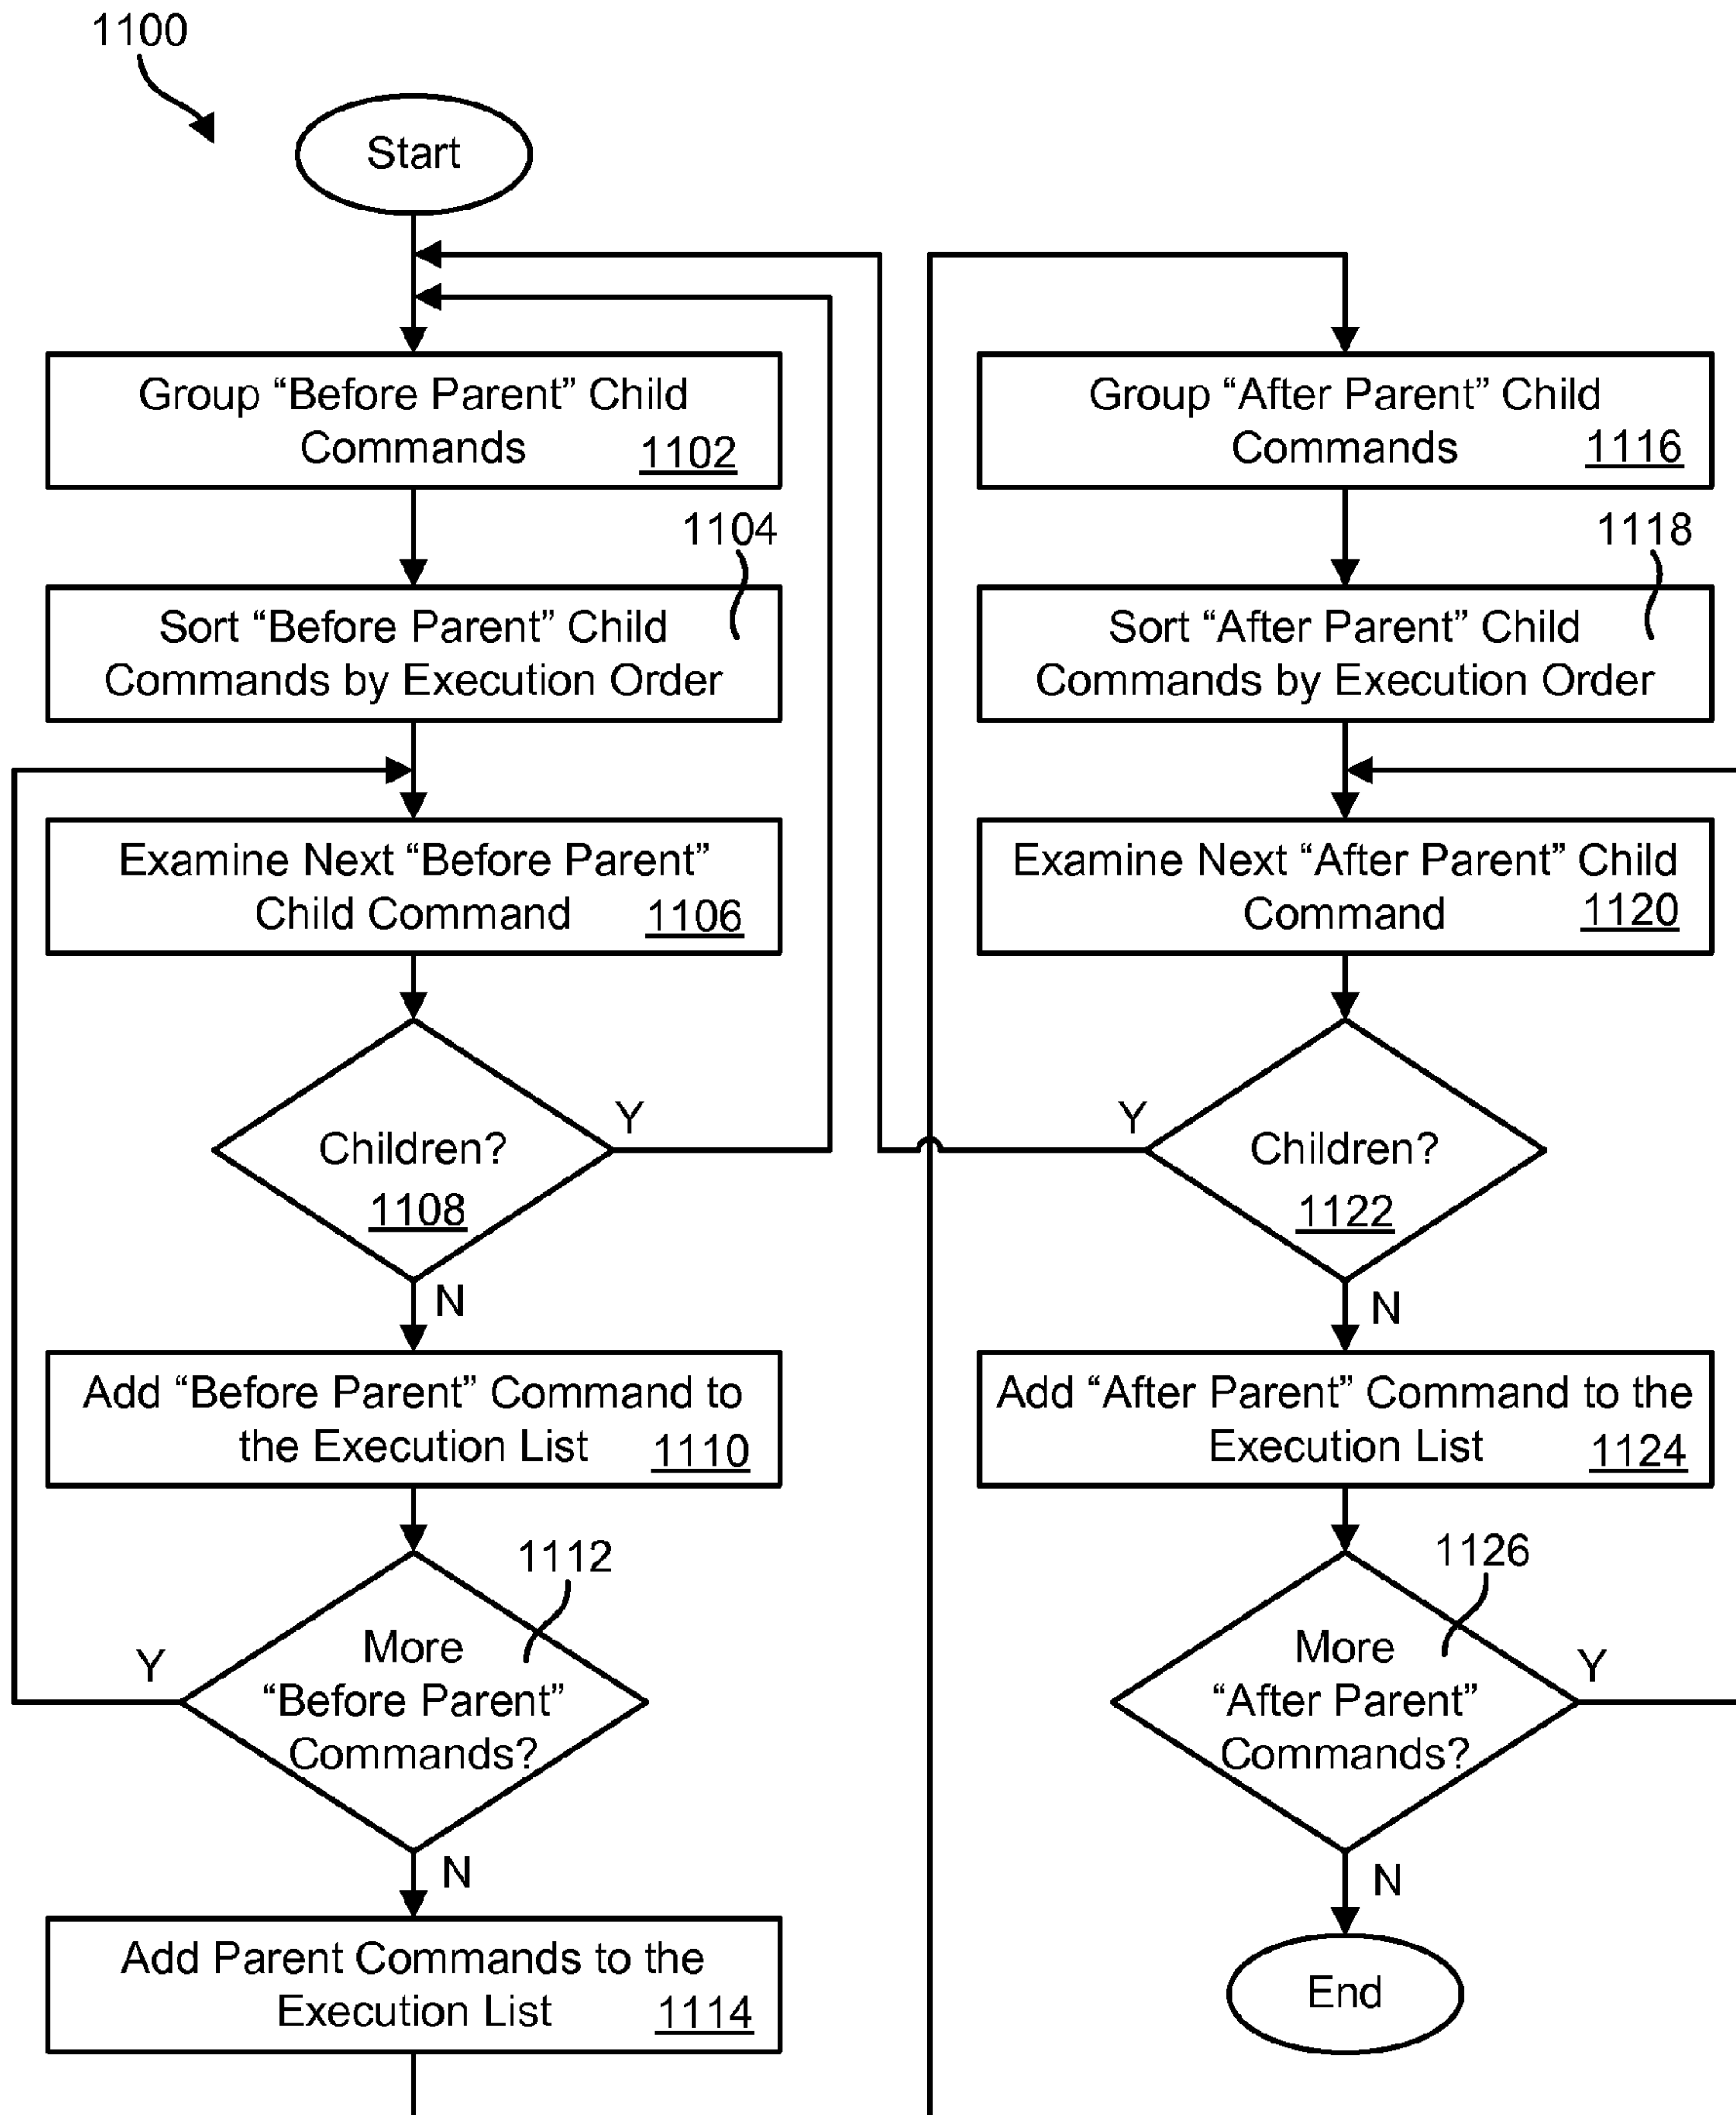 1100
Start
Group “Before Parent” Child
Commands 1102
1104
Sort “Before Parent” Child
Commands by Execution Order
Examine Next “Before Parent”
Child Command 1106
Children?
1108
Y
N
Add “Before Parent” Command to
the Execution List 1110
1112
More
“Before Parent”
Commands?
Y
N
Add Parent Commands to the
Execution List 1114
Group “After Parent” Child
Commands 1116
1118
Sort “After Parent” Child
Commands by Execution Order
Examine Next “After Parent” Child
Command 1120
Y
Children?
1122
N
Add “After Parent” Command to the
Execution List 1124
1126
More
“After Parent”
Commands?
Y
N
End